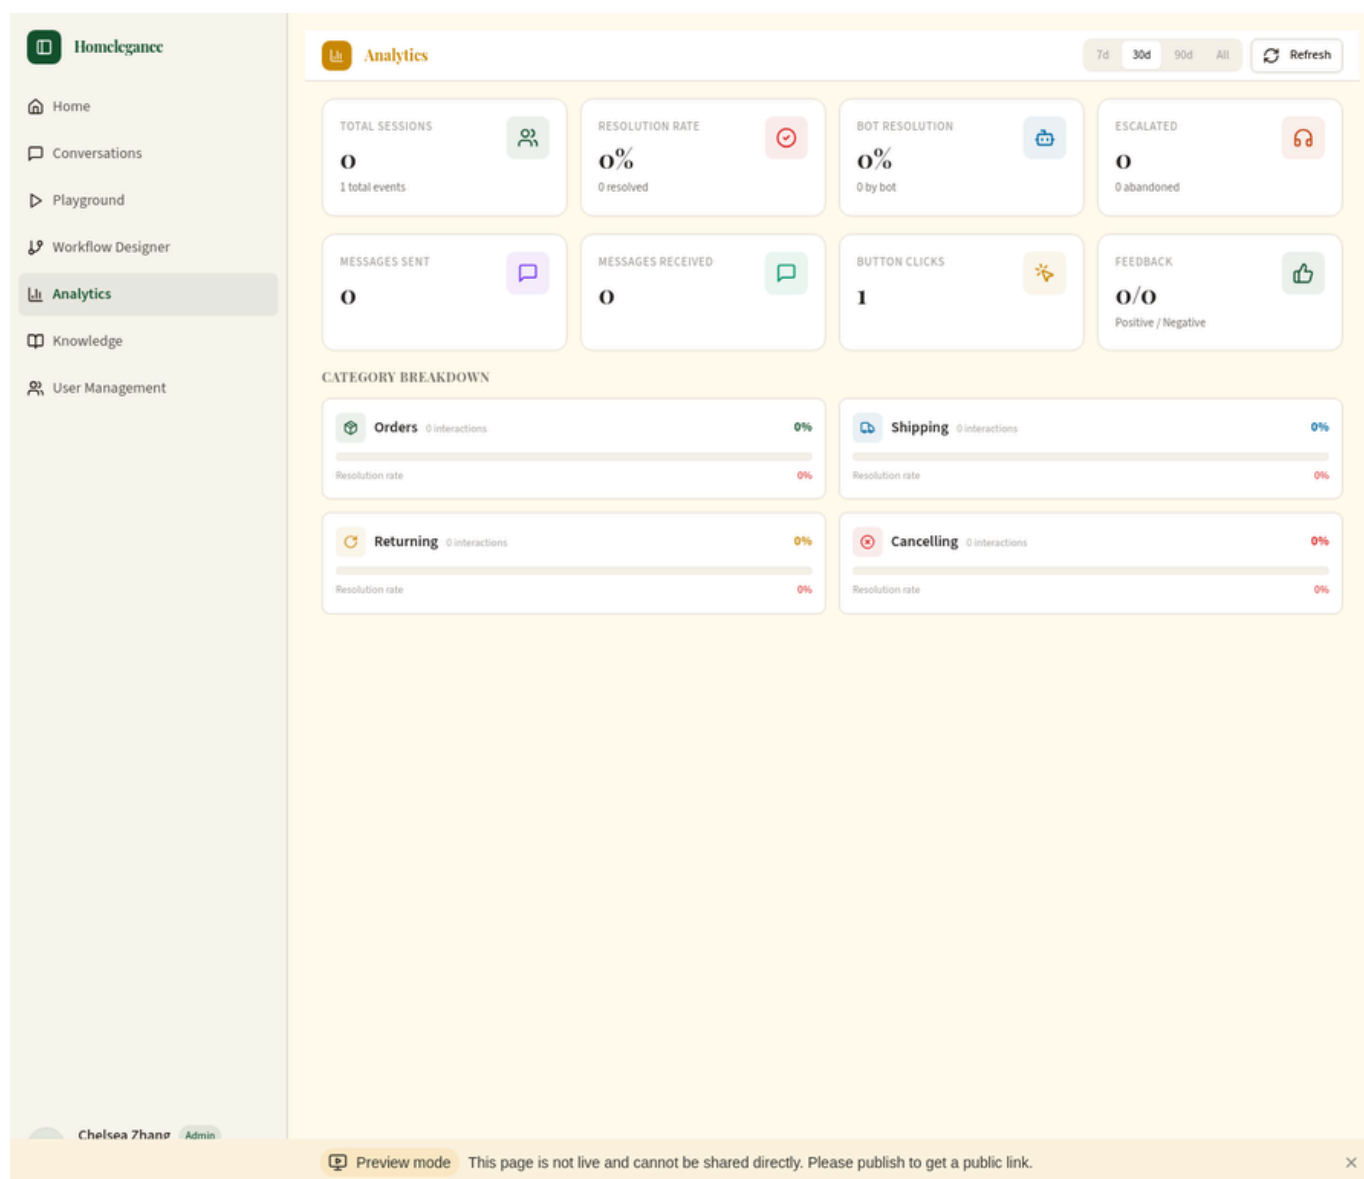 Homelegance
Home
Conversations
Playground
Workflow Designer
Analytics
Knowledge
User Management
Chelsea Zhang Admin
Analytics
7d 30d 90d All Refresh
TOTAL SESSIONS
0
1 total events
RESOLUTION RATE
0%
0 resolved
BOT RESOLUTION
0%
0 by bot
ESCALATED
0
0 abandoned
MESSAGES SENT
0
MESSAGES RECEIVED
0
BUTTON CLICKS
1
FEEDBACK
0/0
Positive / Negative
CATEGORY BREAKDOWN
Orders 0 interactions 0%
Resolution rate 0%
Shipping 0 interactions 0%
Resolution rate 0%
Returning 0 interactions 0%
Resolution rate 0%
Cancelling 0 interactions 0%
Resolution rate 0%
Preview mode This page is not live and cannot be shared directly. Please publish to get a public link.